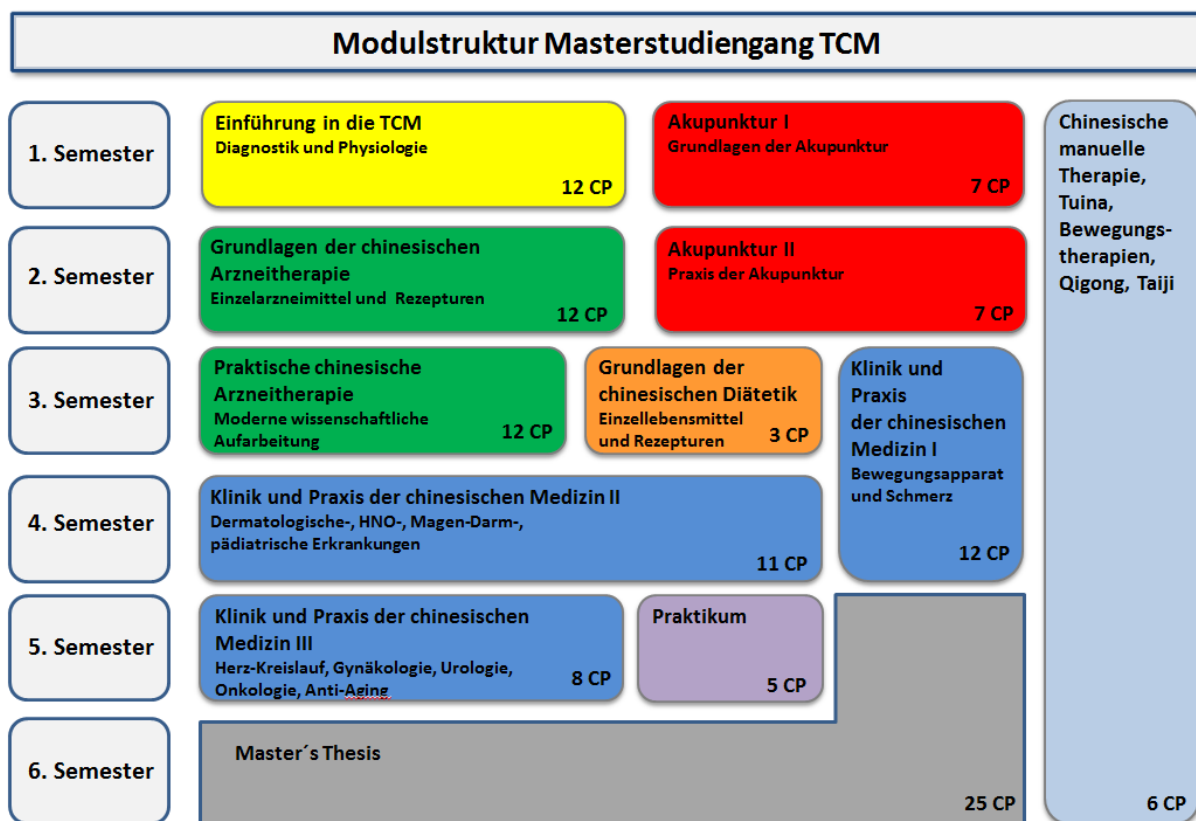 Modulstruktur Masterstudiengang TCM
1. Semester
Einführung in die TCM
Diagnostik und Physiologie
12 CP
Akupunktur I
Grundlagen der Akupunktur
7 CP
Chinesische
manuelle
Therapie,
Tuina,
Bewegungs-
therapien,
Qigong, Taiji
6 CP
2. Semester
Grundlagen der chinesischen
Arzneitherapie
Einzelarzneimittel und Rezepturen
12 CP
Akupunktur II
Praxis der Akupunktur
7 CP
3. Semester
Praktische chinesische
Arzneitherapie
Moderne wissenschaftliche
Aufarbeitung
12 CP
Grundlagen der
chinesischen Diätetik
Einzellebensmittel
und Rezepturen
3 CP
Klinik und
Praxis
der chinesischen
Medizin I
Bewegungsapparat
und Schmerz
12 CP
4. Semester
Klinik und Praxis der chinesischen Medizin II
Dermatologische-, HNO-, Magen-Darm-,
pädiatrische Erkrankungen
11 CP
5. Semester
Klinik und Praxis der chinesischen
Medizin III
Herz-Kreislauf, Gynäkologie, Urologie,
Onkologie, Anti-Aging
8 CP
Praktikum
5 CP
6. Semester
Master´s Thesis
25 CP